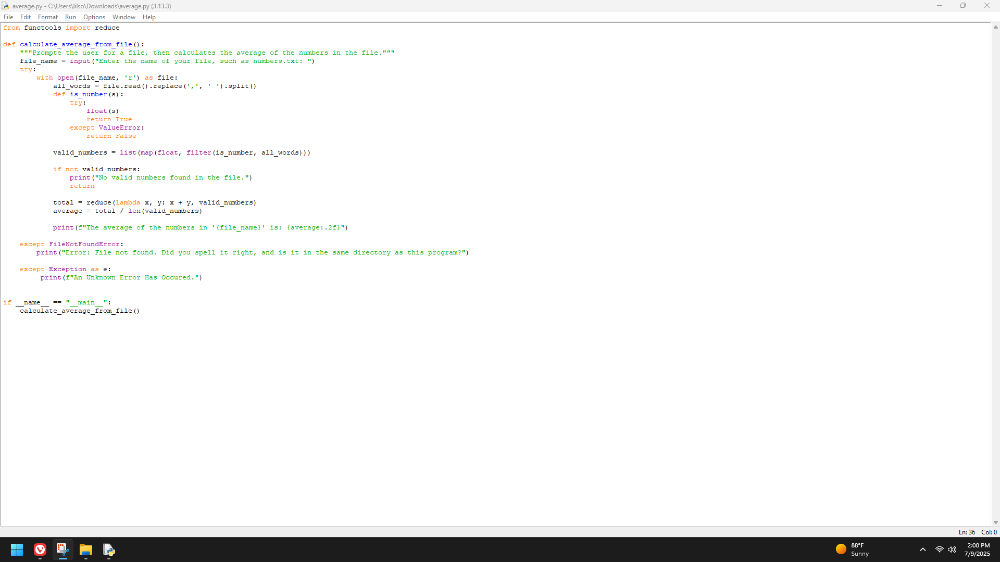 average.py - C:\Users\lilso\Downloads\average.py (3.13.3)
File Edit Format Run Options Window Help
from functools import reduce

def calculate_average_from_file():
    """Prompte the user for a file, then calculates the average of the numbers in the file."""
    file_name = input("Enter the name of your file, such as numbers.txt: ")
    try:
        with open(file_name, 'r') as file:
            all_words = file.read().replace(',', ' ').split()
            def is_number(s):
                try:
                    float(s)
                    return True
                except ValueError:
                    return False

            valid_numbers = list(map(float, filter(is_number, all_words)))

            if not valid_numbers:
                print("No valid numbers found in the file.")
                return

            total = reduce(lambda x, y: x + y, valid_numbers)
            average = total / len(valid_numbers)

            print(f"The average of the numbers in '{file_name}' is: {average:.2f}")

    except FileNotFoundError:
        print("Error: File not found. Did you spell it right, and is it in the same directory as this program?")

    except Exception as e:
         print(f"An Unknown Error Has Occured.")


if __name__ == "__main__":
    calculate_average_from_file()
Ln: 36 Col: 0
88°F
Sunny
2:00 PM
7/9/2025